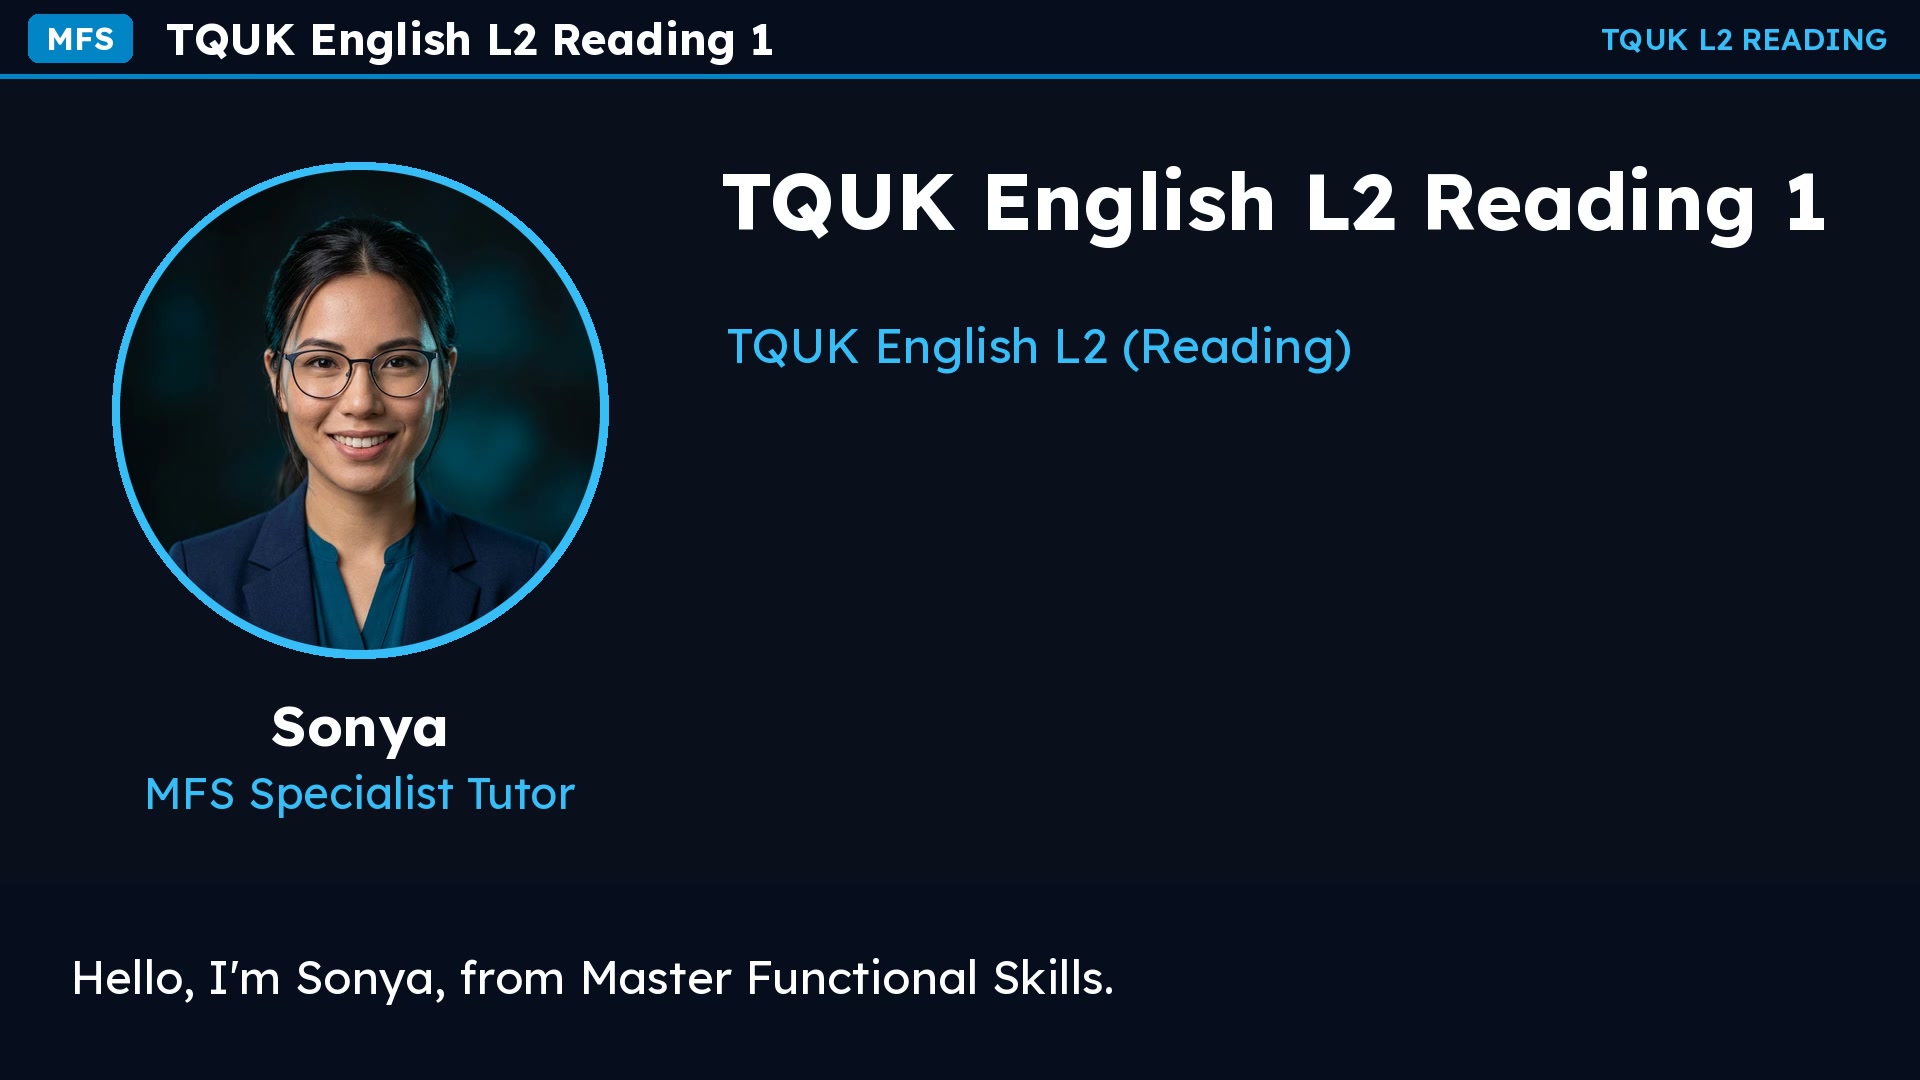 MFS
TQUK English L2 Reading 1
TQUK L2 READING
TQUK English L2 Reading 1
TQUK English L2 (Reading)
Sonya
MFS Specialist Tutor
Hello, I'm Sonya, from Master Functional Skills.